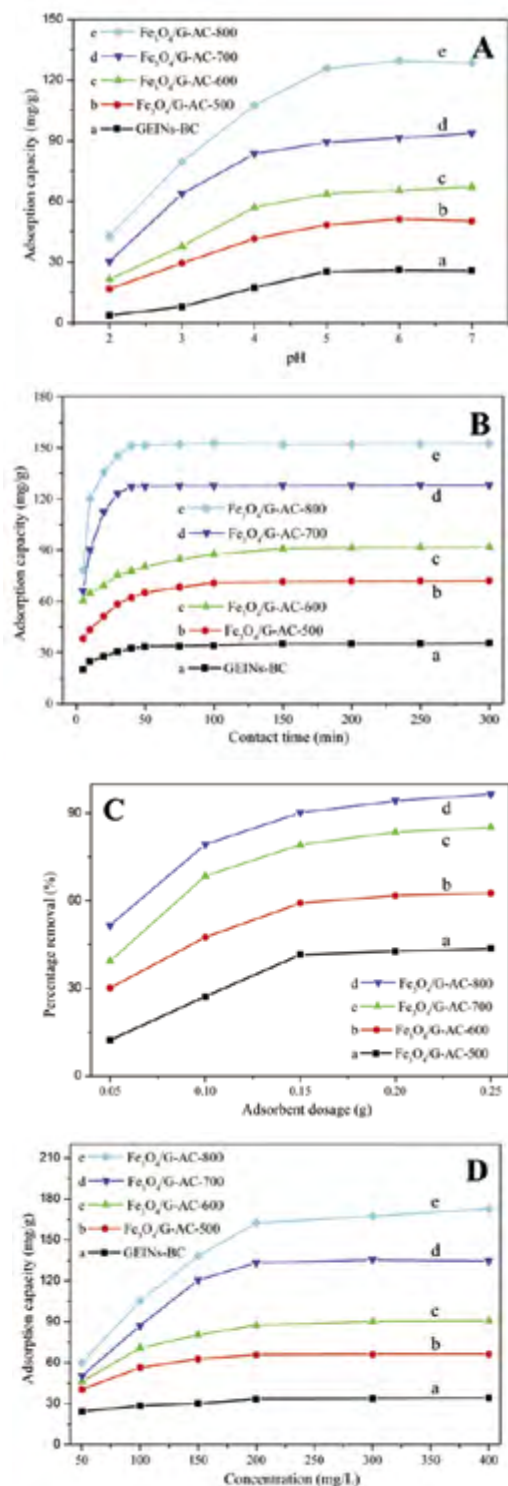 A
e Fe₃O₄/G-AC-800
d Fe₃O₄/G-AC-700
c Fe₃O₄/G-AC-600
b Fe₃O₄/G-AC-500
a GEINs-BC
e
d
c
b
a
150
120
90
60
30
0
Adsorption capacity (mg/g)
2 3 4 5 6 7
pH
B
e
d
e Fe₃O₄/G-AC-800
d Fe₃O₄/G-AC-700
c
c Fe₃O₄/G-AC-600
b
b Fe₃O₄/G-AC-500
a
a GEINs-BC
180
150
120
90
60
30
0
Adsorption capacity (mg/g)
0 50 100 150 200 250 300
Contact time (min)
C
d
c
b
a
d Fe₃O₄/G-AC-800
c Fe₃O₄/G-AC-700
b Fe₃O₄/G-AC-600
a Fe₃O₄/G-AC-500
90
60
30
0
Percentage removal (%)
0.05 0.10 0.15 0.20 0.25
Adsorbent dosage (g)
D
e Fe₃O₄/G-AC-800
d Fe₃O₄/G-AC-700
c Fe₃O₄/G-AC-600
b Fe₃O₄/G-AC-500
a GEINs-BC
e
d
c
b
a
210
180
150
120
90
60
30
0
Adsorption capacity (mg/g)
50 100 150 200 250 300 350 400
Concentration (mg/L)